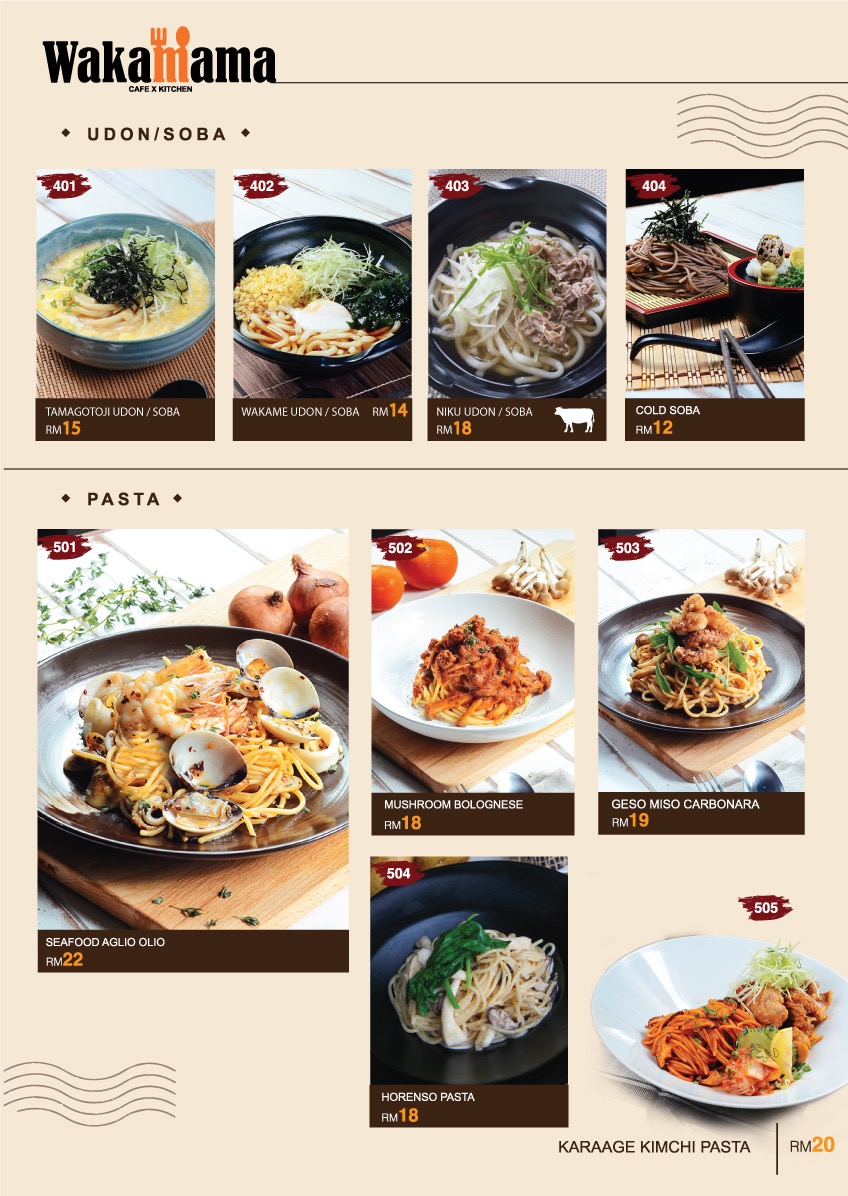 Wakamama
CAFE X KITCHEN
UDON/SOBA
401
402
403
404
TAMAGOTOJI UDON / SOBA
RM15
WAKAME UDON / SOBA RM14
NIKU UDON / SOBA
RM18
COLD SOBA
RM12
PASTA
501
502
503
MUSHROOM BOLOGNESE
RM18
GESO MISO CARBONARA
RM19
SEAFOOD AGLIO OLIO
RM22
504
505
HORENSO PASTA
RM18
KARAAGE KIMCHI PASTA RM20